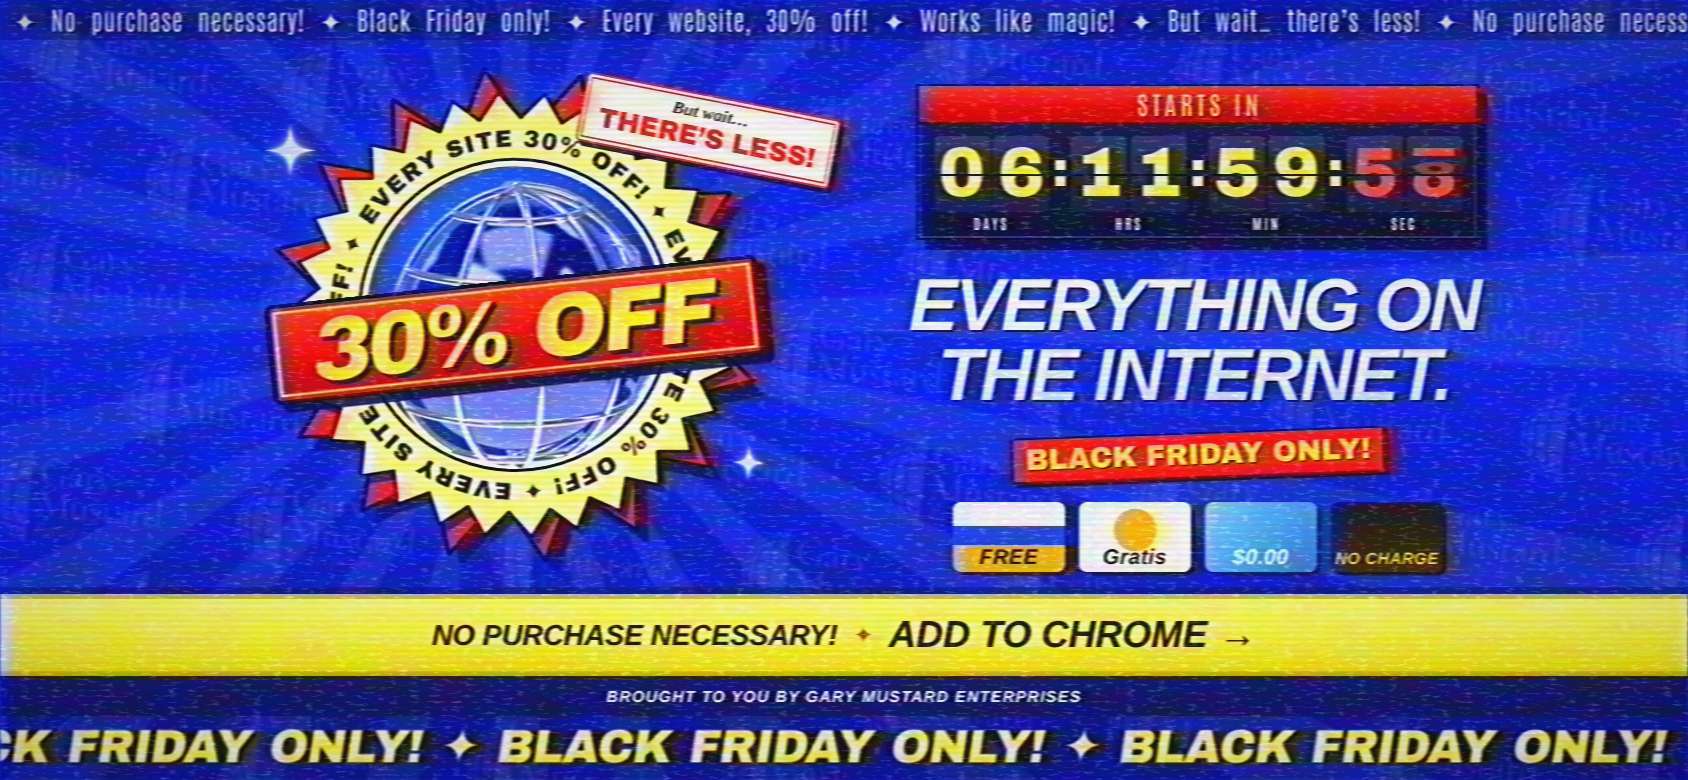 ✦ No purchase necessary! ✦ Black Friday only! ✦ Every website, 30% off! ✦ Works like magic! ✦ But wait… there's less! ✦ No purchase necess
But wait...
THERE'S LESS!
✦ EVERY SITE 30% OFF! ✦ EVERY SITE 30% OFF!
30% OFF
STARTS IN
06:11:59:58
DAYS HRS MIN SEC
EVERYTHING ON
THE INTERNET.
BLACK FRIDAY ONLY!
FREE Gratis $0.00 NO CHARGE
NO PURCHASE NECESSARY! ✦ ADD TO CHROME →
BROUGHT TO YOU BY GARY MUSTARD ENTERPRISES
CK FRIDAY ONLY! ✦ BLACK FRIDAY ONLY! ✦ BLACK FRIDAY ONLY!